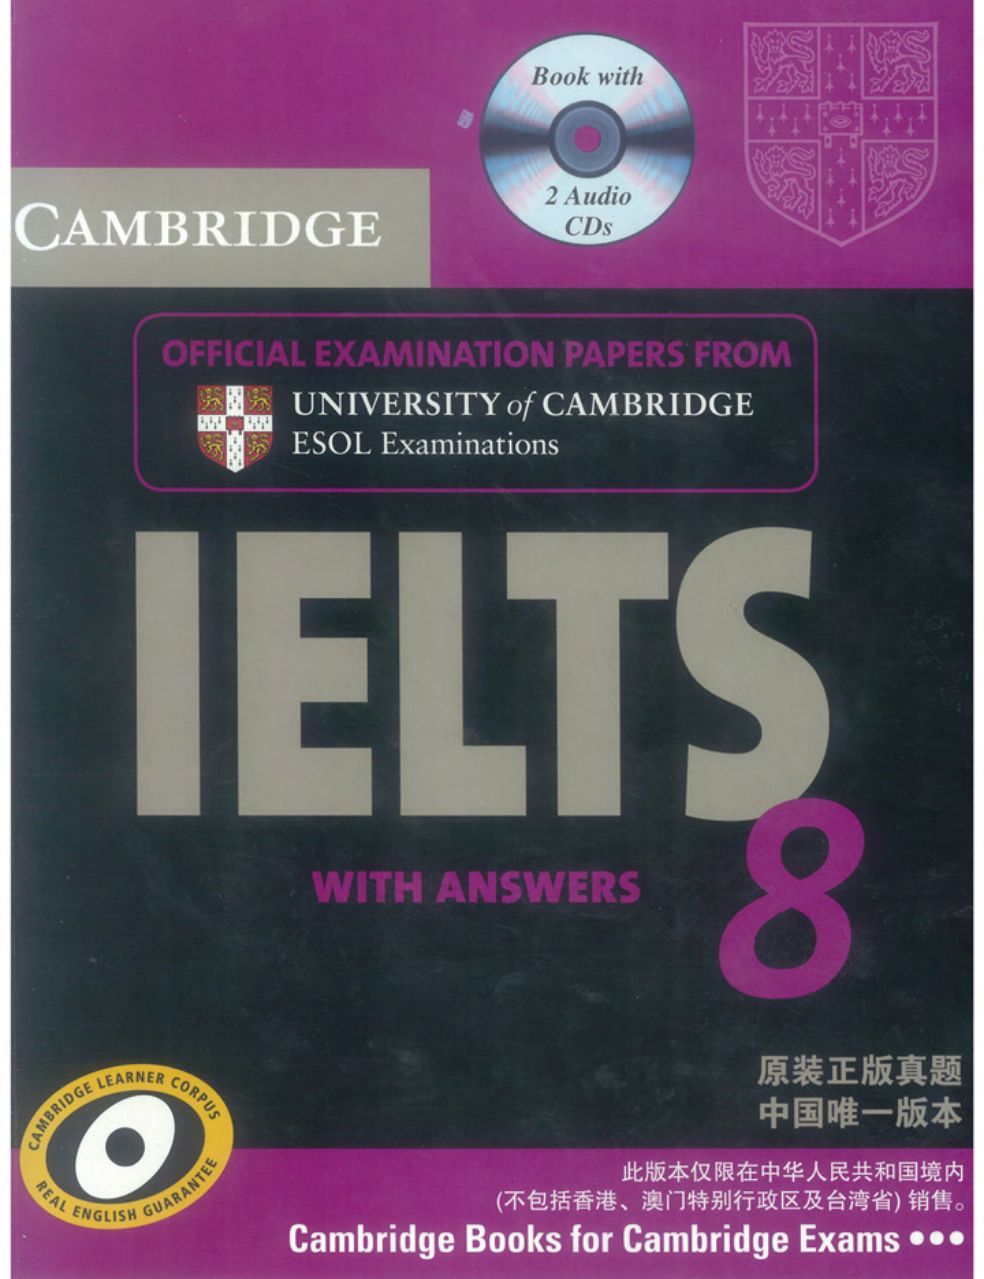 Book with
2 Audio
CDs
CAMBRIDGE
OFFICIAL EXAMINATION PAPERS FROM
UNIVERSITY of CAMBRIDGE
ESOL Examinations
IELTS
8
WITH ANSWERS
原装正版真题
中国唯一版本
CAMBRIDGE LEARNER CORPUS
REAL ENGLISH GUARANTEE
此版本仅限在中华人民共和国境内
(不包括香港、澳门特别行政区及台湾省) 销售。
Cambridge Books for Cambridge Exams •••